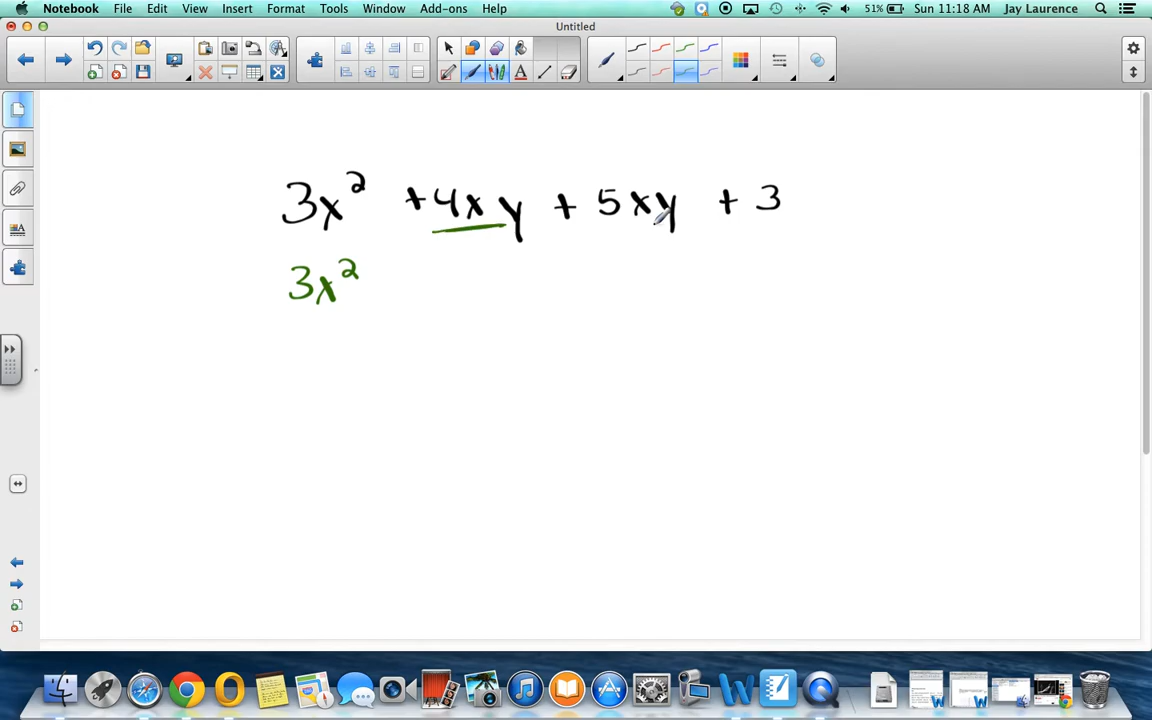 Notebook File Edit View Insert Format Tools Window Add-ons Help 51% Sun 11:18 AM Jay Laurence
Untitled
3x² +4xy + 5xy + 3
3x²